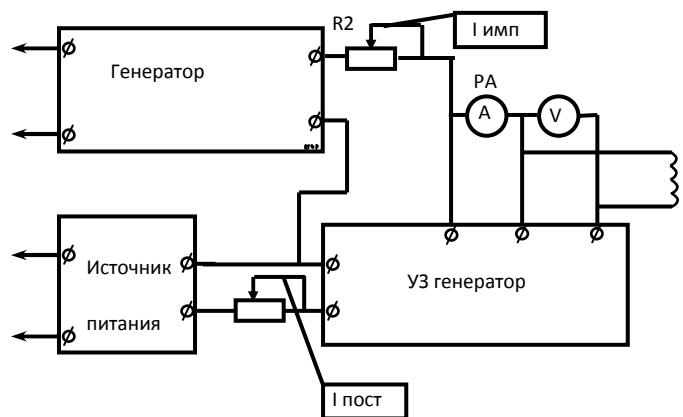 R2
I имп
Генератор
PA
A
V
Источник
питания
УЗ генератор
I пост